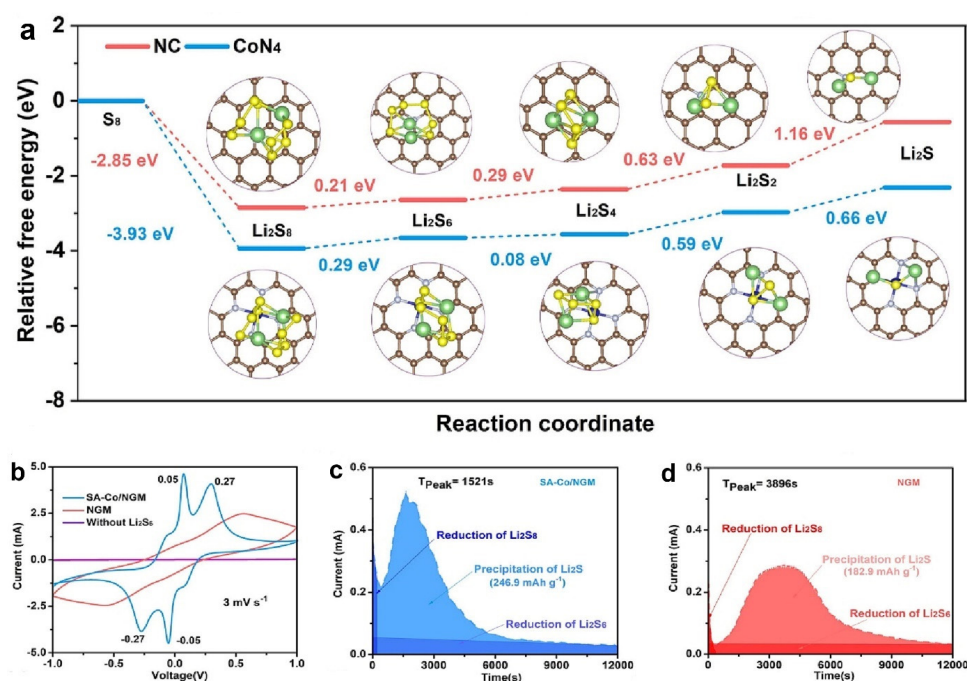 a
NC
CoN₄
Relative free energy (eV)
2
0
-2
-4
-6
-8
S₈
-2.85 eV
-3.93 eV
Li₂S₈
0.21 eV
0.29 eV
Li₂S₆
0.29 eV
0.08 eV
Li₂S₄
0.63 eV
0.59 eV
Li₂S₂
1.16 eV
0.66 eV
Li₂S
Reaction coordinate
b
SA-Co/NGM
NGM
Without Li₂S₆
0.05
0.27
-0.27
-0.05
3 mV s⁻¹
Current (mA)
5.0
2.5
0.0
-2.5
-5.0
-1.0
-0.5
0.0
0.5
1.0
Voltage(V)
c
TPeak= 1521s
SA-Co/NGM
Reduction of Li₂S₈
Precipitation of Li₂S
(246.9 mAh g⁻¹)
Reduction of Li₂S₆
Current (mA)
0.6
0.4
0.2
0.0
0
3000
6000
9000
12000
Time(s)
d
TPeak= 3896s
NGM
Reduction of Li₂S₈
Precipitation of Li₂S
(182.9 mAh g⁻¹)
Reduction of Li₂S₆
Current (mA)
0.6
0.4
0.2
0.0
0
3000
6000
9000
12000
Time(s)